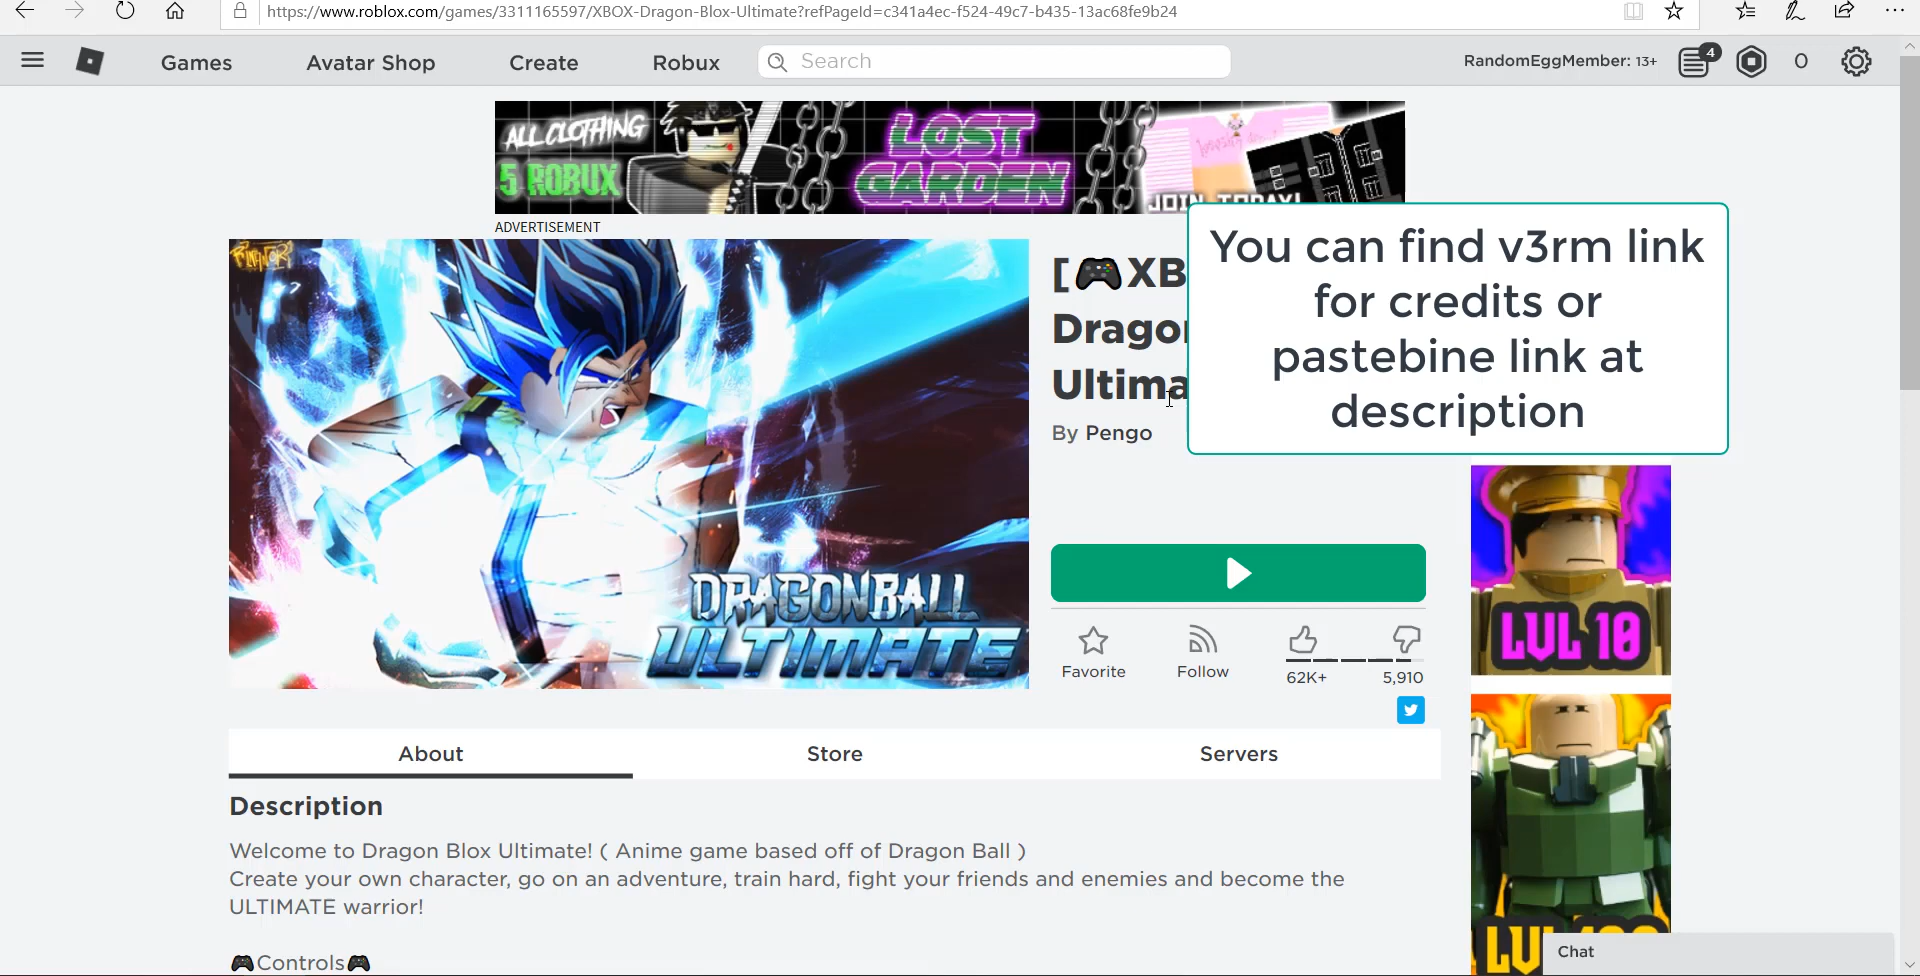 https://www.roblox.com/games/3311165597/XBOX-Dragon-Blox-Ultimate?refPageId=c341a4ec-f524-49c7-b435-13ac68fe9b24
Games
Avatar Shop
Create
Robux
Search
RandomEggMember: 13+
4
0
ALL CLOTHING
5 ROBUX
LOST
GARDEN
JOIN TODAY!
ADVERTISEMENT
DRAGONBALL
ULTIMATE
[🎮XB
Drago
Ultima
By Pengo
You can find v3rm link
for credits or
pastebine link at
description
Favorite
Follow
62K+
5,910
LVL 10
About
Store
Servers
Description
Welcome to Dragon Blox Ultimate! ( Anime game based off of Dragon Ball )
Create your own character, go on an adventure, train hard, fight your friends and enemies and become the
ULTIMATE warrior!
🎮Controls🎮
Chat